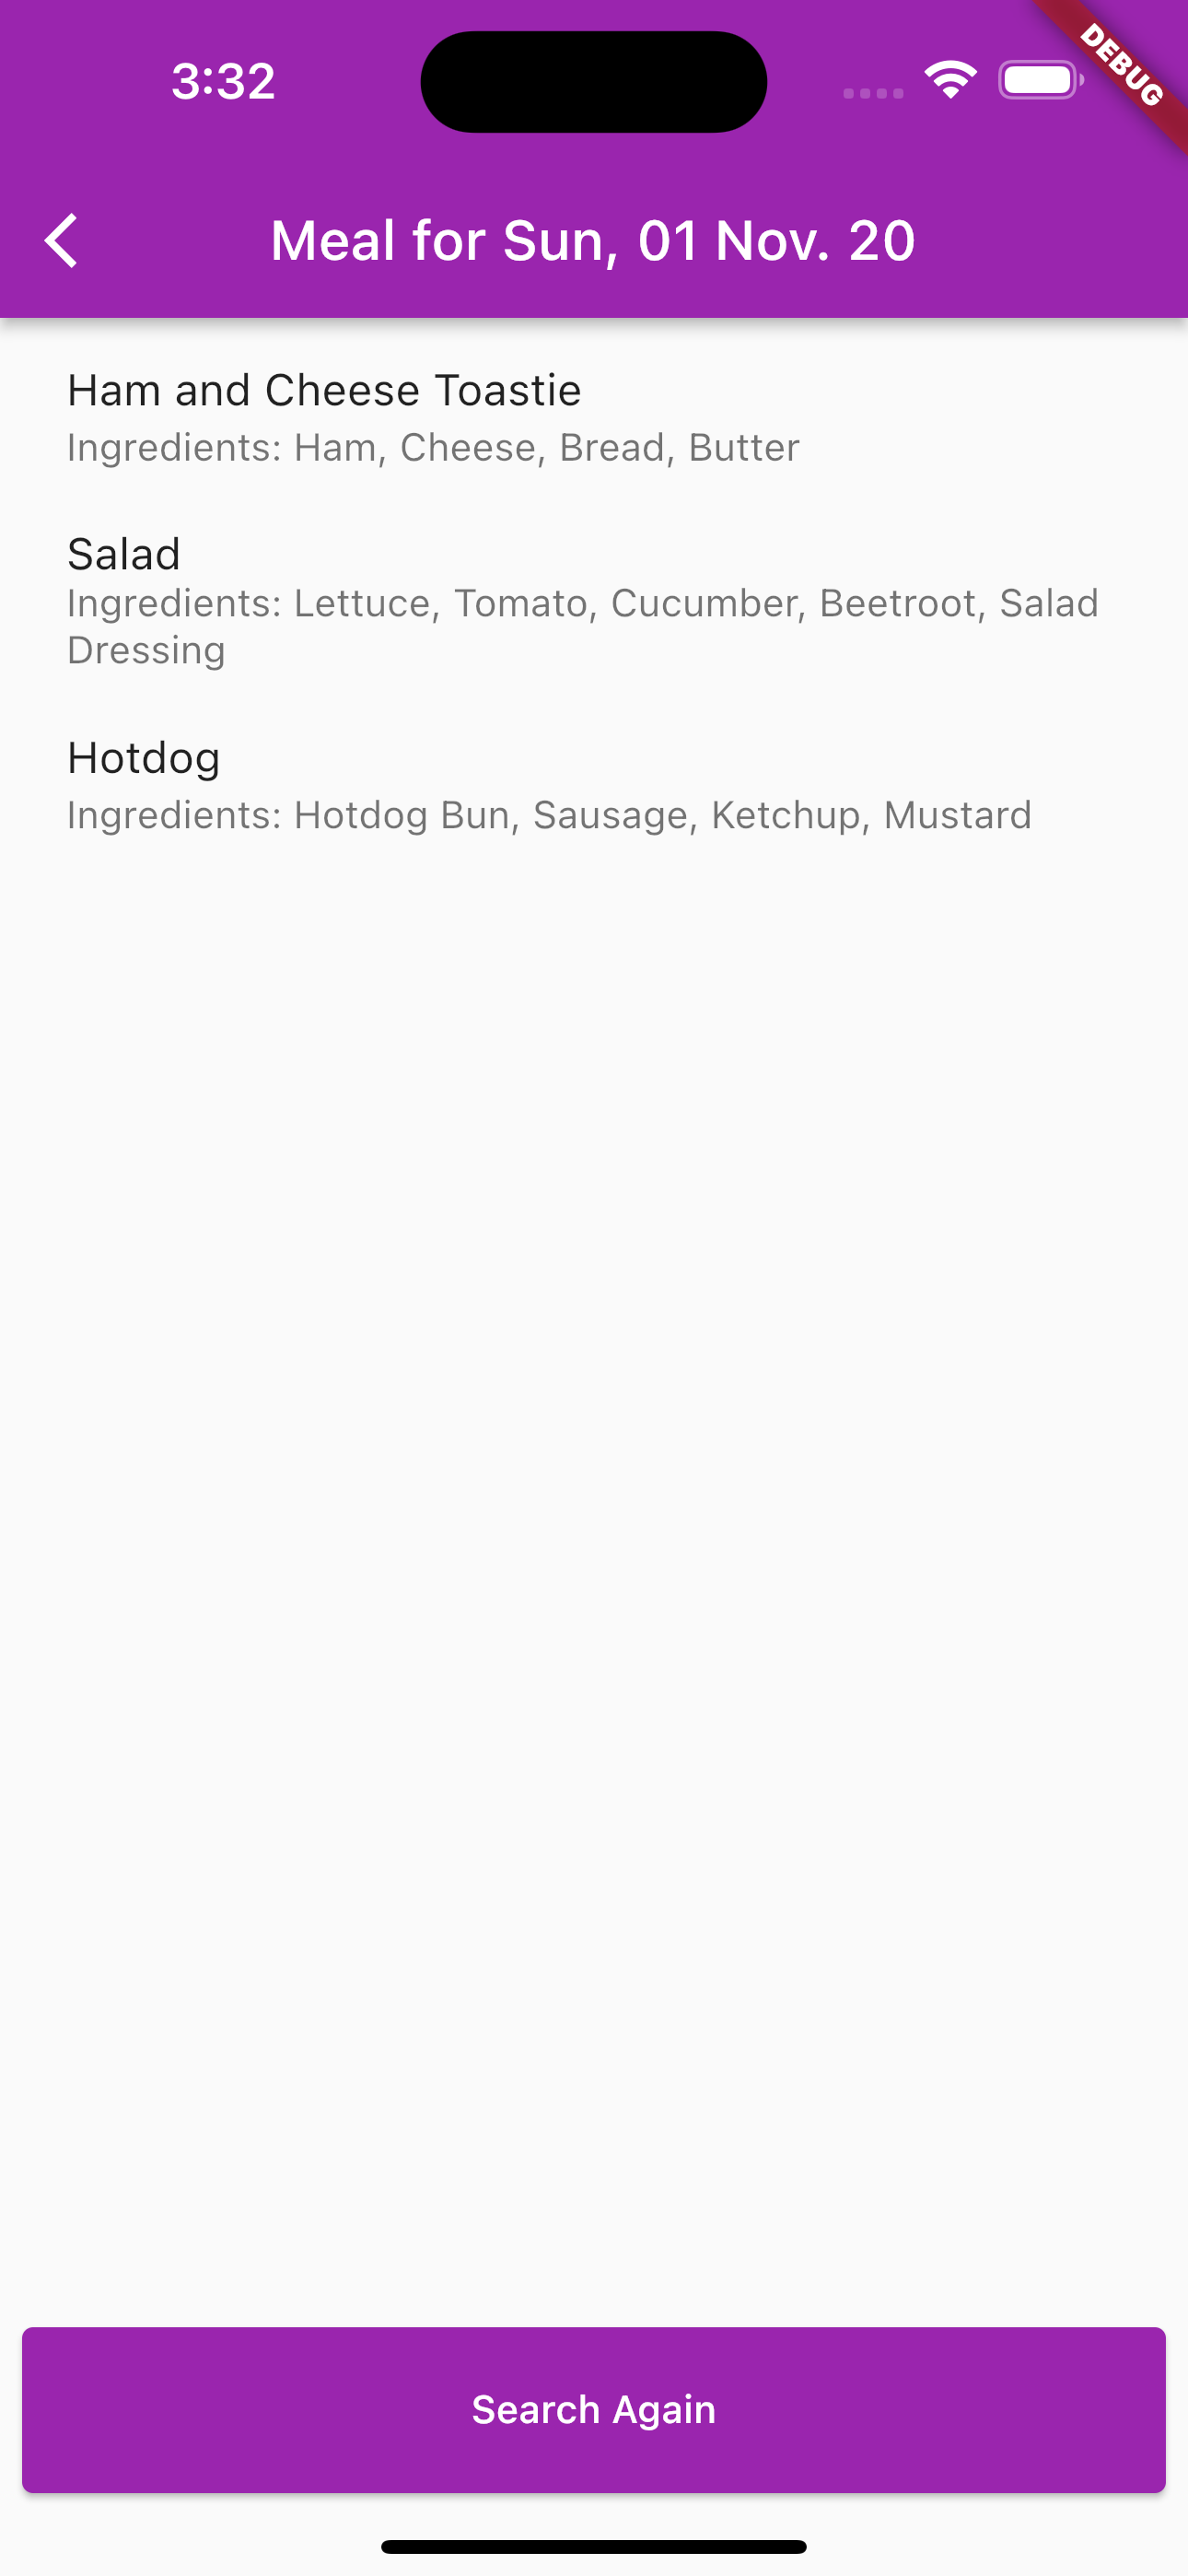 3:32
DEBUG
Meal for Sun, 01 Nov. 20
Ham and Cheese Toastie
Ingredients: Ham, Cheese, Bread, Butter
Salad
Ingredients: Lettuce, Tomato, Cucumber, Beetroot, Salad
Dressing
Hotdog
Ingredients: Hotdog Bun, Sausage, Ketchup, Mustard
Search Again